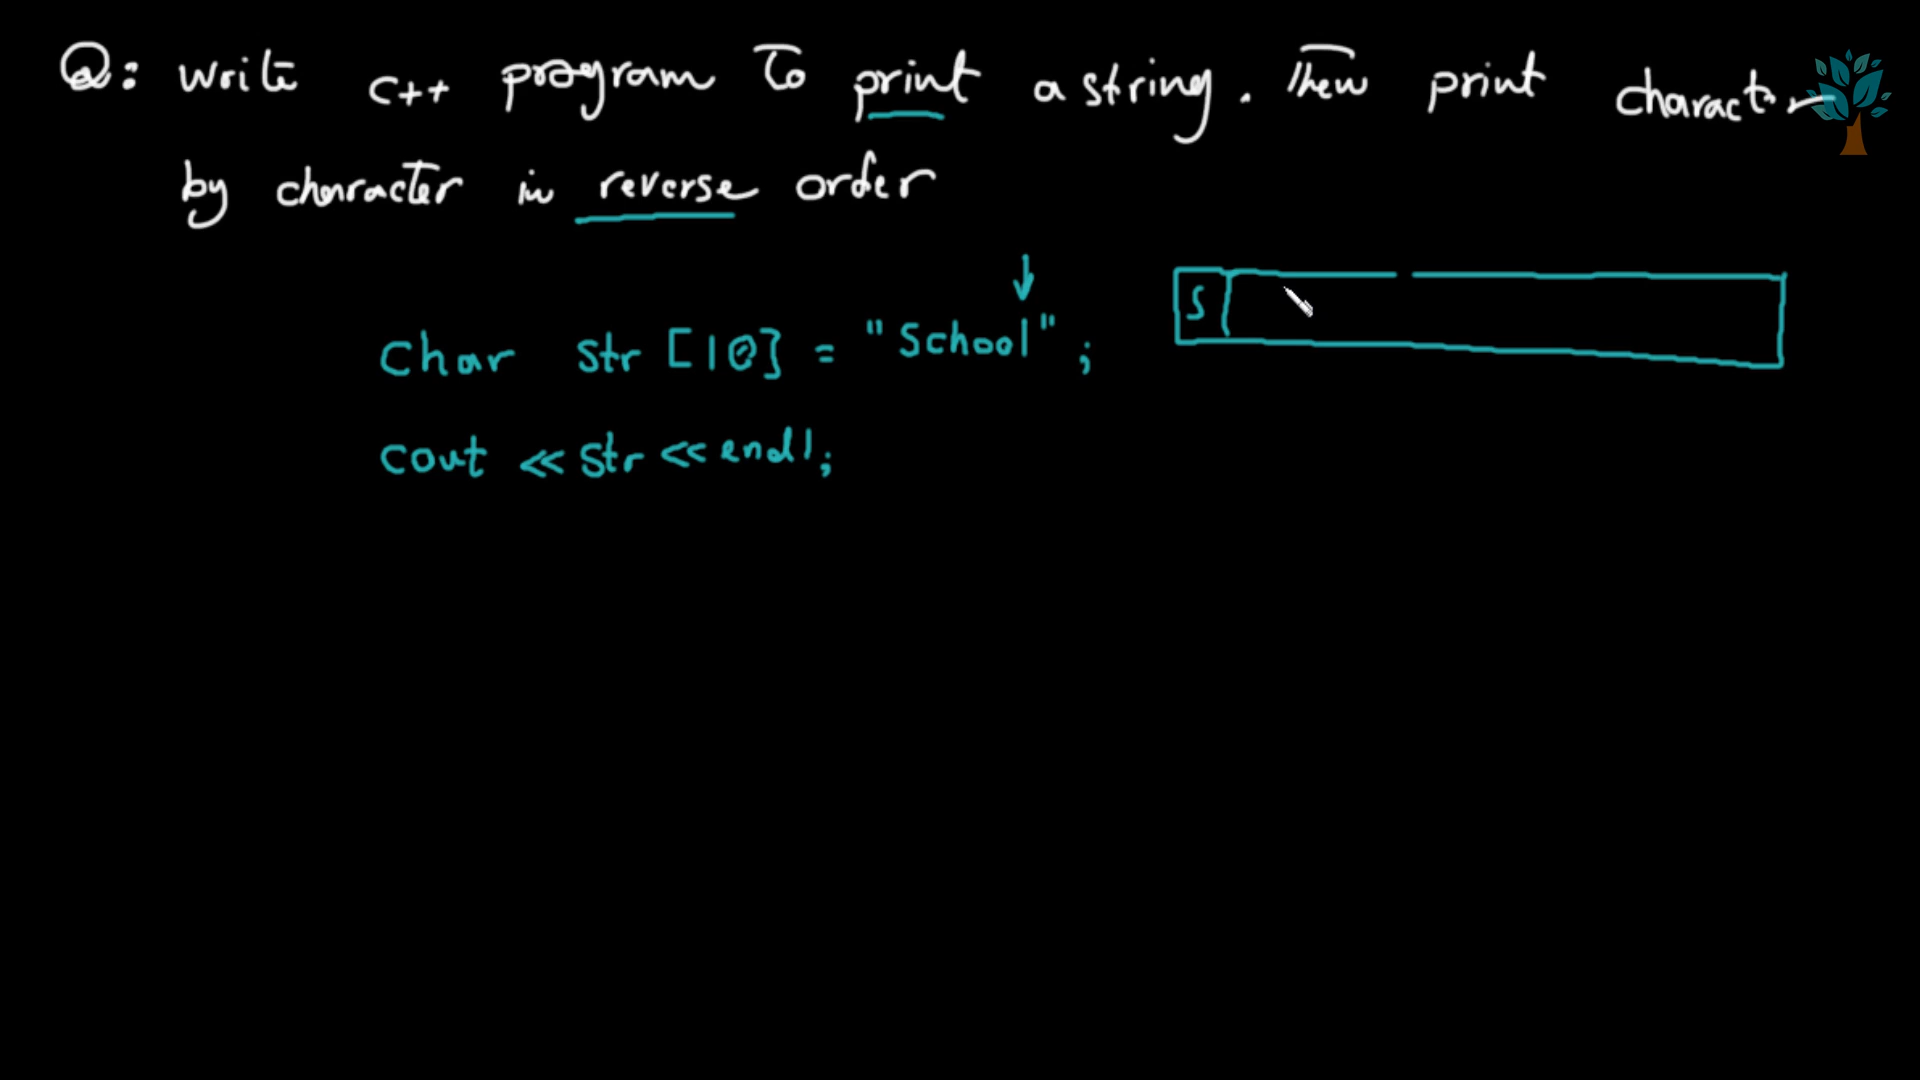 Q: write C++ program To print a string. Then print character
by character in reverse order
char str [10] = "School";
S
cout << str << endl;